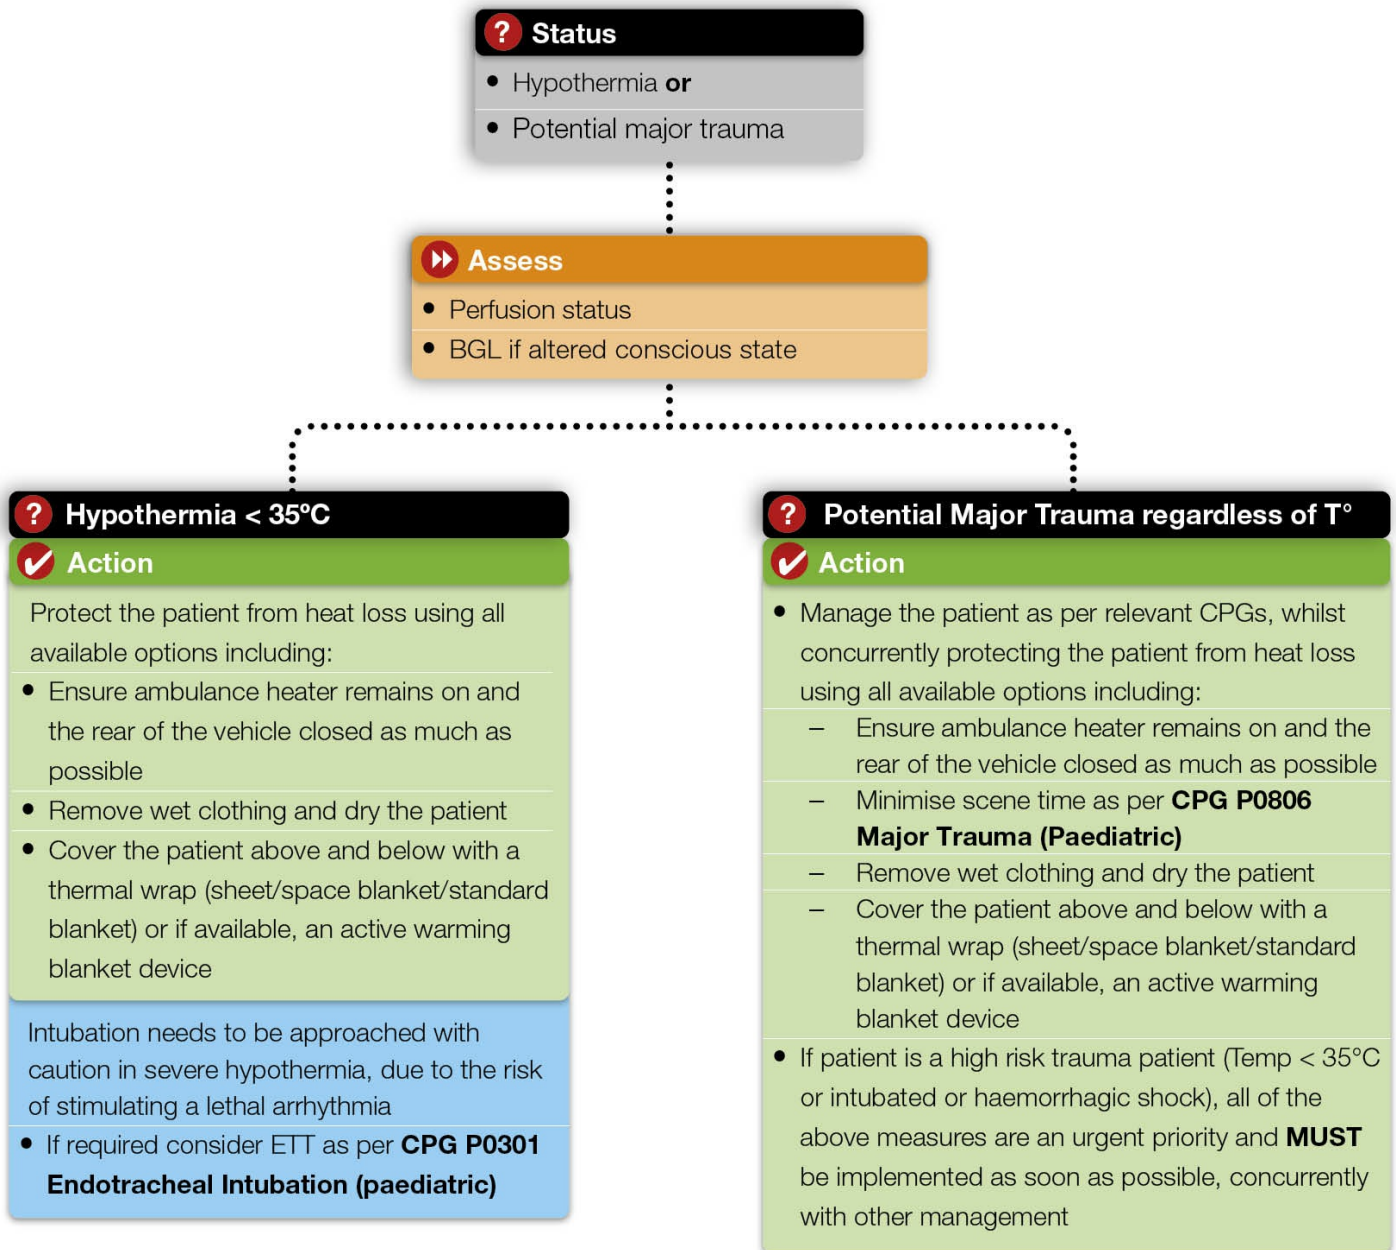 ? Status
• Hypothermia or
• Potential major trauma
Assess
• Perfusion status
• BGL if altered conscious state
? Hypothermia < 35ºC
Action
Protect the patient from heat loss using all
available options including:
• Ensure ambulance heater remains on and
the rear of the vehicle closed as much as
possible
• Remove wet clothing and dry the patient
• Cover the patient above and below with a
thermal wrap (sheet/space blanket/standard
blanket) or if available, an active warming
blanket device
Intubation needs to be approached with
caution in severe hypothermia, due to the risk
of stimulating a lethal arrhythmia
• If required consider ETT as per CPG P0301
Endotracheal Intubation (paediatric)
? Potential Major Trauma regardless of T°
Action
• Manage the patient as per relevant CPGs, whilst
concurrently protecting the patient from heat loss
using all available options including:
– Ensure ambulance heater remains on and the
rear of the vehicle closed as much as possible
– Minimise scene time as per CPG P0806
Major Trauma (Paediatric)
– Remove wet clothing and dry the patient
– Cover the patient above and below with a
thermal wrap (sheet/space blanket/standard
blanket) or if available, an active warming
blanket device
• If patient is a high risk trauma patient (Temp < 35°C
or intubated or haemorrhagic shock), all of the
above measures are an urgent priority and MUST
be implemented as soon as possible, concurrently
with other management